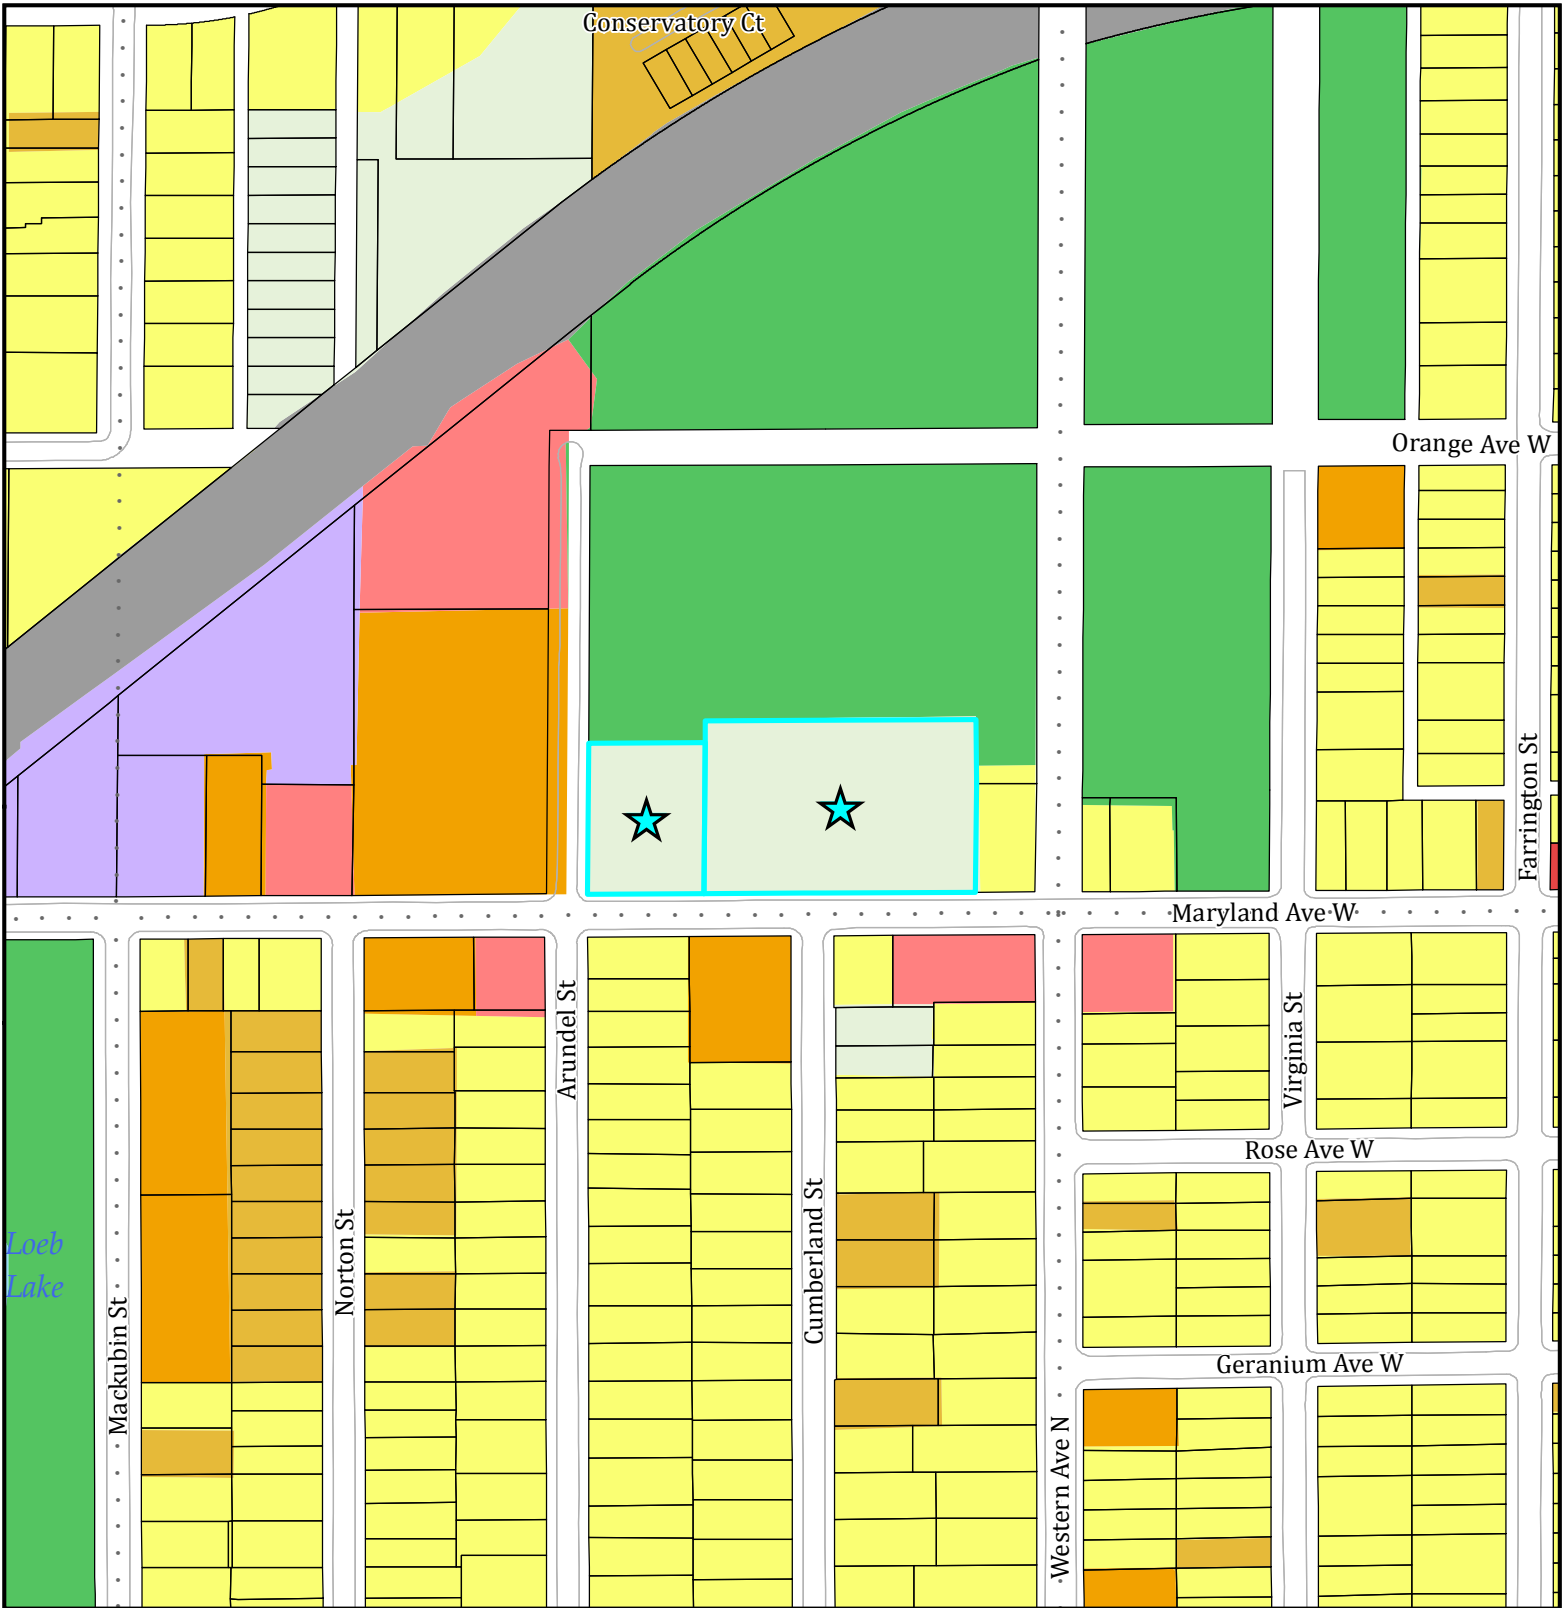 Conservatory Ct
Orange Ave W
Farrington St
Maryland Ave W
Arundel St
Virginia St
Rose Ave W
Loeb
Lake
Norton St
Cumberland St
Mackubin St
Geranium Ave W
Western Ave N